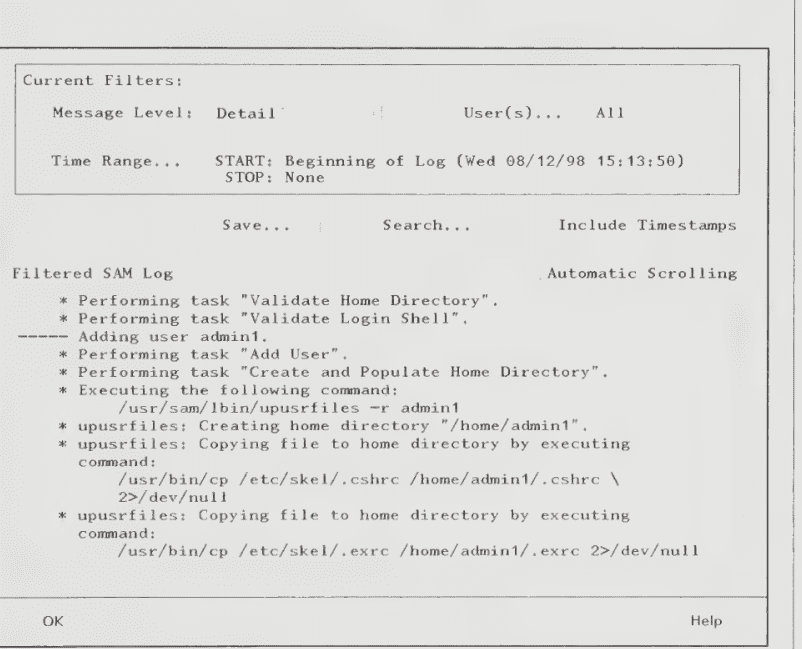 Current Filters:
Message Level: Detail User(s)... All
Time Range... START: Beginning of Log (Wed 08/12/98 15:13:50)
STOP: None
Save... Search... Include Timestamps
Filtered SAM Log Automatic Scrolling
* Performing task "Validate Home Directory".
* Performing task "Validate Login Shell".
----- Adding user admin1.
* Performing task "Add User".
* Performing task "Create and Populate Home Directory".
* Executing the following command:
/usr/sam/lbin/upusrfiles -r admin1
* upusrfiles: Creating home directory "/home/admin1".
* upusrfiles: Copying file to home directory by executing
command:
/usr/bin/cp /etc/skel/.cshrc /home/admin1/.cshrc \
2>/dev/null
* upusrfiles: Copying file to home directory by executing
command:
/usr/bin/cp /etc/skel/.exrc /home/admin1/.exrc 2>/dev/null
OK Help